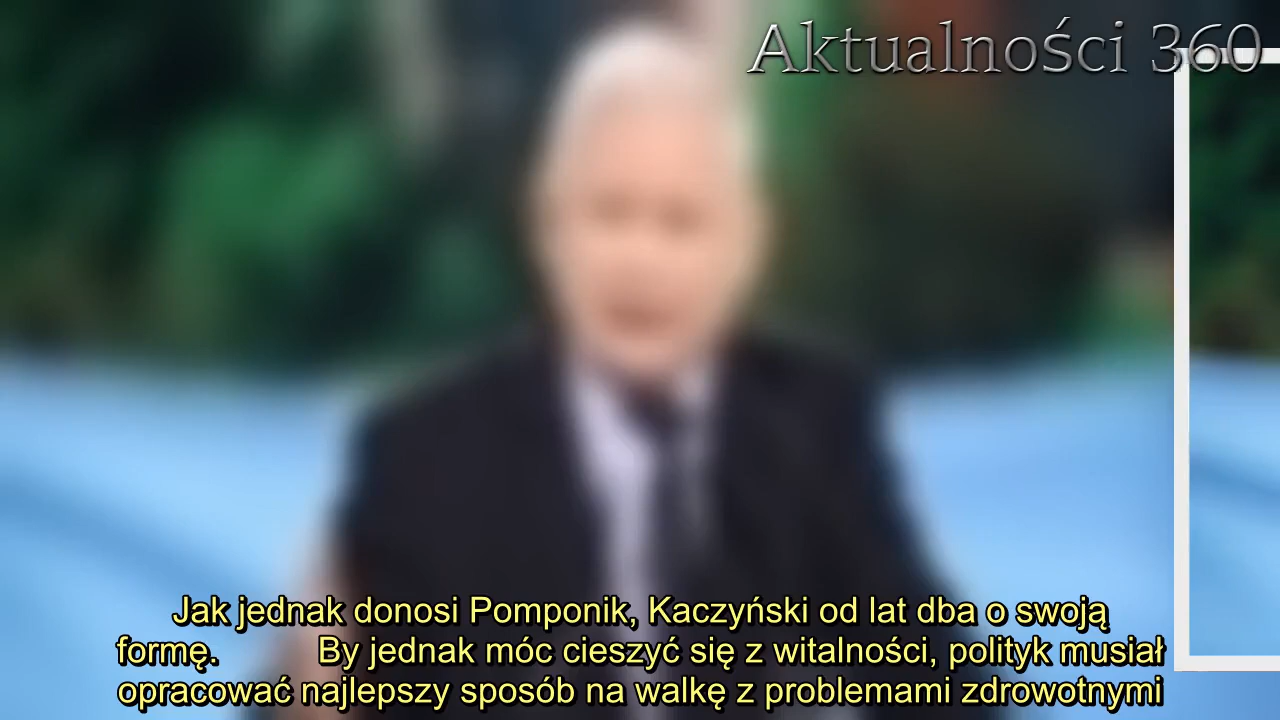 Aktualności 360
Jak jednak donosi Pomponik, Kaczyński od lat dba o swoją
formę. By jednak móc cieszyć się z witalności, polityk musiał
opracować najlepszy sposób na walkę z problemami zdrowotnymi